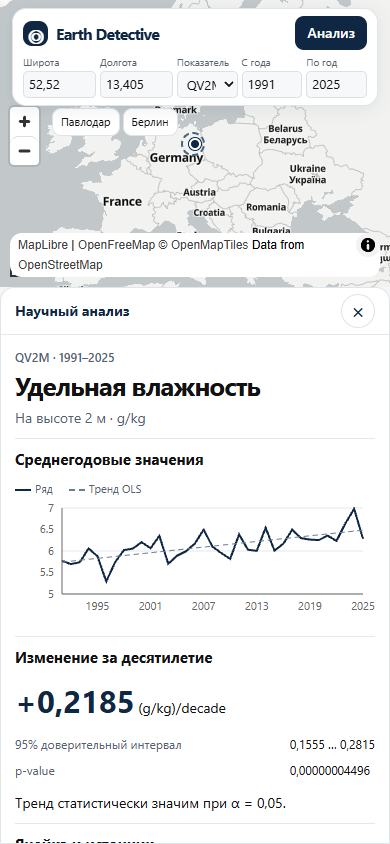 Earth Detective
Анализ
Широта Долгота Показатель С года По год
52,52 13,405 QV2M 1991 2025
+
Павлодар Берлин
−
Belarus
Беларусь
Germany
Ukraine
Україна
France
Austria
Croatia
Romania
Bulgaria
MapLibre | OpenFreeMap © OpenMapTiles Data from
OpenStreetMap
Научный анализ
QV2M · 1991–2025
Удельная влажность
На высоте 2 м · g/kg
Среднегодовые значения
Ряд Тренд OLS
7
6.5
6
5.5
5
1995 2001 2007 2013 2019 2025
Изменение за десятилетие
+0,2185 (g/kg)/decade
95% доверительный интервал 0,1555 … 0,2815
p-value 0,00000004496
Тренд статистически значим при α = 0,05.